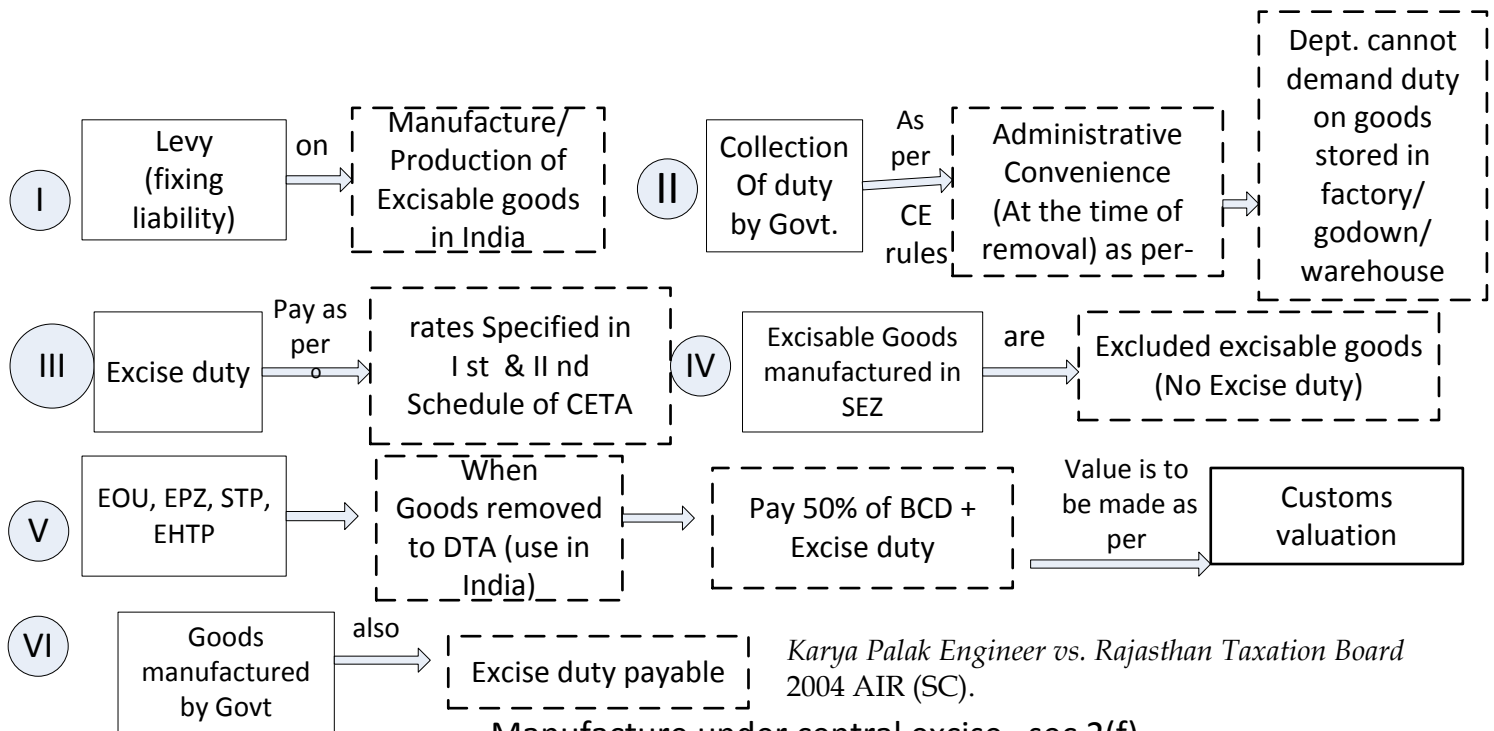 I
Levy
(fixing
liability)
on
Manufacture/
Production of
Excisable goods
in India
II
Collection
Of duty
by Govt.
As
per
CE
rules
Administrative
Convenience
(At the time of
removal) as per-
Dept. cannot
demand duty
on goods
stored in
factory/
godown/
warehouse
III
Excise duty
Pay as
per
o
rates Specified in
I st & II nd
Schedule of CETA
IV
Excisable Goods
manufactured in
SEZ
are
Excluded excisable goods
(No Excise duty)
V
EOU, EPZ, STP,
EHTP
When
Goods removed
to DTA (use in
India)
Pay 50% of BCD +
Excise duty
Value is to
be made as
per
Customs
valuation
VI
Goods
manufactured
by Govt
also
Excise duty payable
Karya Palak Engineer vs. Rajasthan Taxation Board
2004 AIR (SC).
Manufacture under central excise sec 2(f)